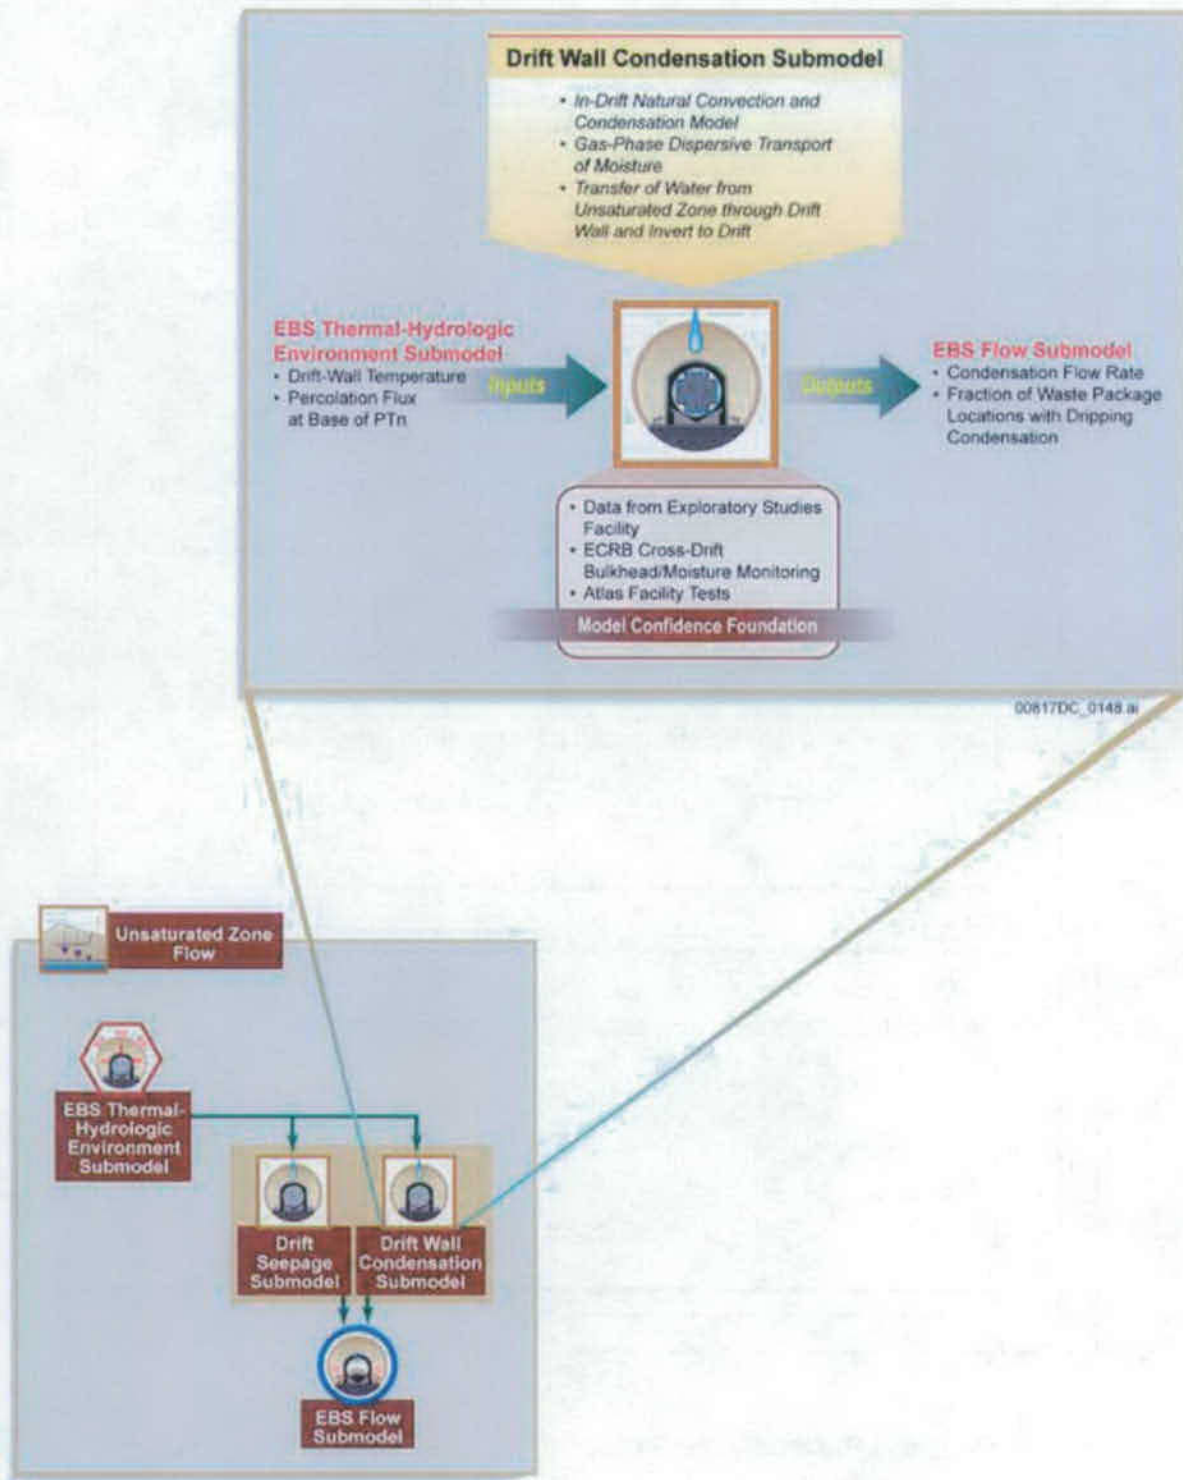 Drift Wall Condensation Submodel
• In-Drift Natural Convection and
Condensation Model
• Gas-Phase Dispersive Transport
of Moisture
• Transfer of Water from
Unsaturated Zone through Drift
Wall and Invert to Drift
EBS Thermal-Hydrologic
Environment Submodel
• Drift-Wall Temperature
• Percolation Flux
at Base of PTn
Inputs
Outputs
EBS Flow Submodel
• Condensation Flow Rate
• Fraction of Waste Package
Locations with Dripping
Condensation
• Data from Exploratory Studies
Facility
• ECRB Cross-Drift
Bulkhead/Moisture Monitoring
• Atlas Facility Tests
Model Confidence Foundation
00817DC_0148.ai
Unsaturated Zone
Flow
EBS Thermal-
Hydrologic
Environment
Submodel
Drift
Seepage
Submodel
Drift Wall
Condensation
Submodel
EBS Flow
Submodel